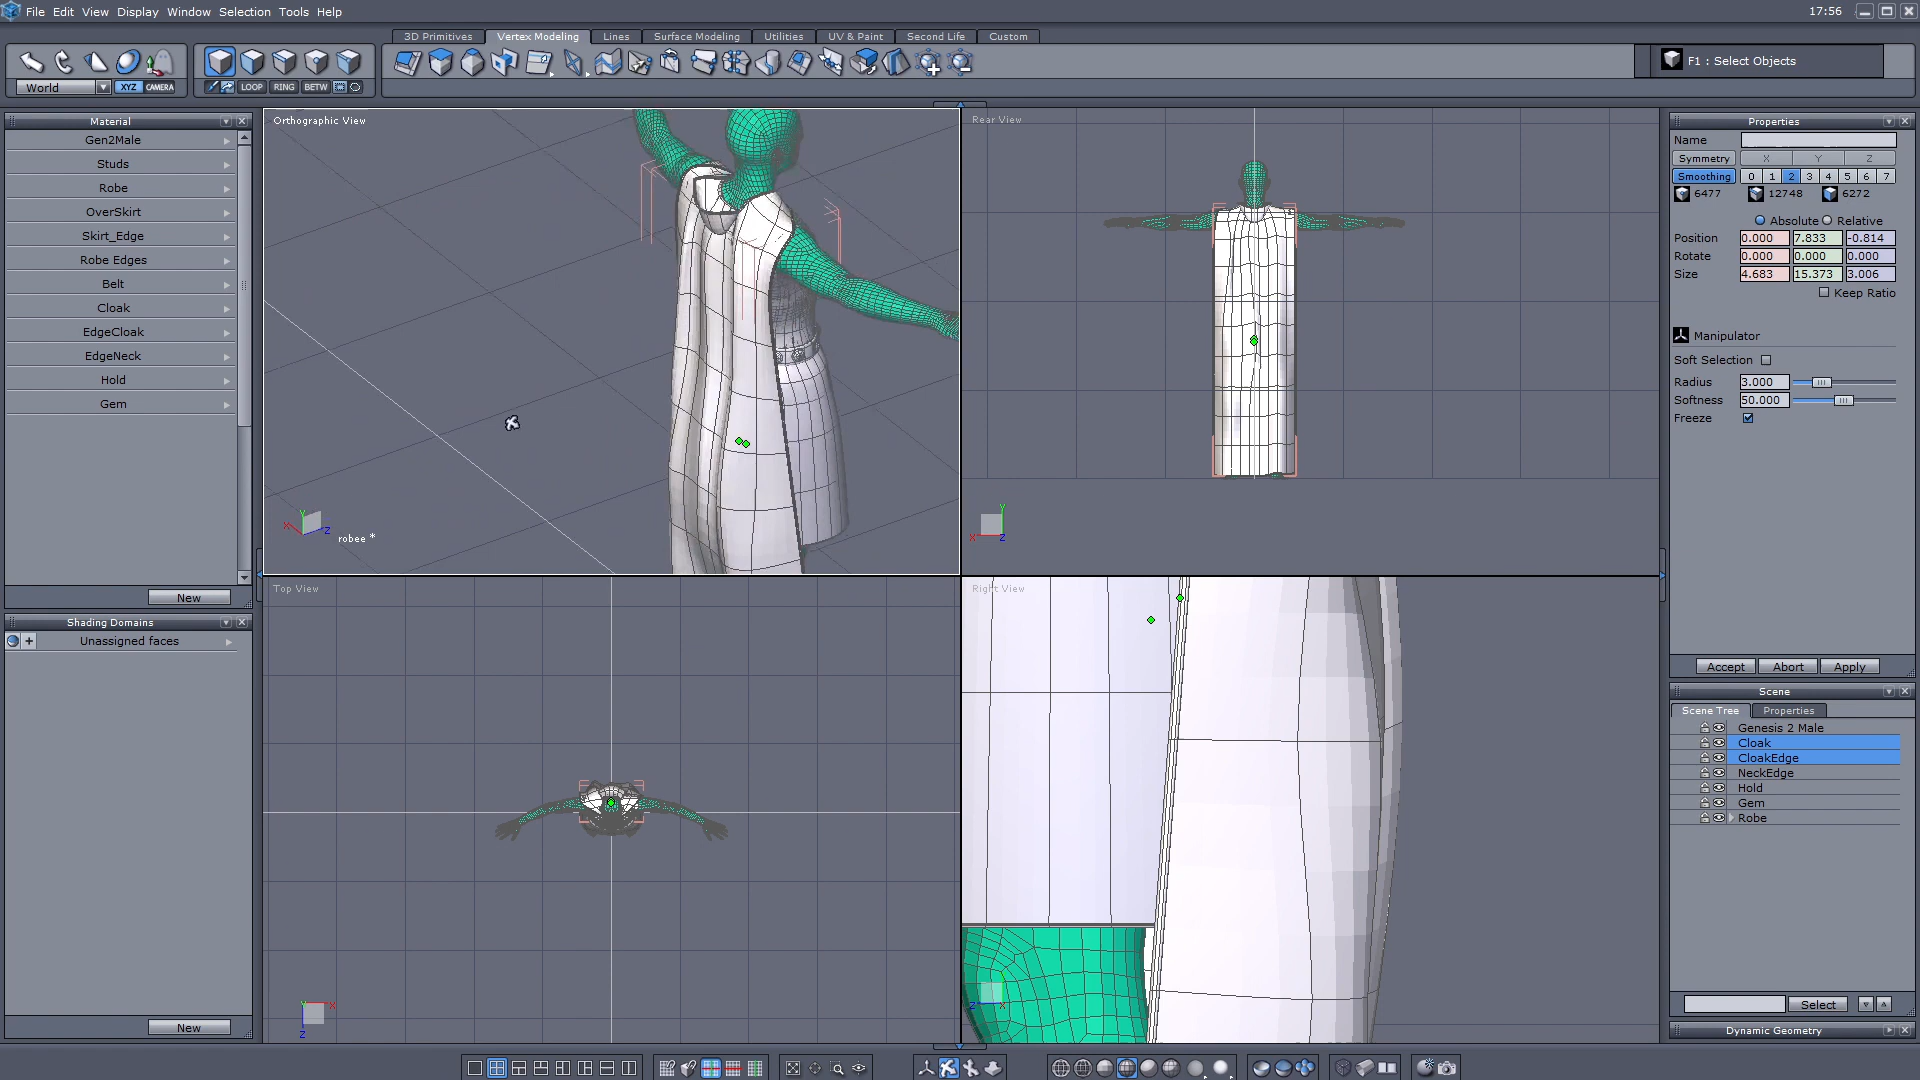 File Edit View Display Window Selection Tools Help
17:56
3D Primitives Vertex Modeling Lines Surface Modeling Utilities UV & Paint Second Life Custom
World XYZ CAMERA LOOP RING BETW
F1 : Select Objects
Material
Gen2Male
Studs
Robe
OverSkirt
Skirt_Edge
Robe Edges
Belt
Cloak
EdgeCloak
EdgeNeck
Hold
Gem
New
Shading Domains
+ Unassigned faces
New
Orthographic View
X Y Z
robee *
Rear View
Y
X Z
Top View
Y X
Z
Right View
Y
Z X
Properties
Name
Symmetry X Y Z
Smoothing 0 1 2 3 4 5 6 7
6477 12748 6272
Absolute Relative
Position 0.000 7.833 -0.814
Rotate 0.000 0.000 0.000
Size 4.683 15.373 3.006
Keep Ratio
Manipulator
Soft Selection
Radius 3.000
Softness 50.000
Freeze
Accept Abort Apply
Scene
Scene Tree Properties
Genesis 2 Male
Cloak
CloakEdge
NeckEdge
Hold
Gem
Robe
Select
Dynamic Geometry